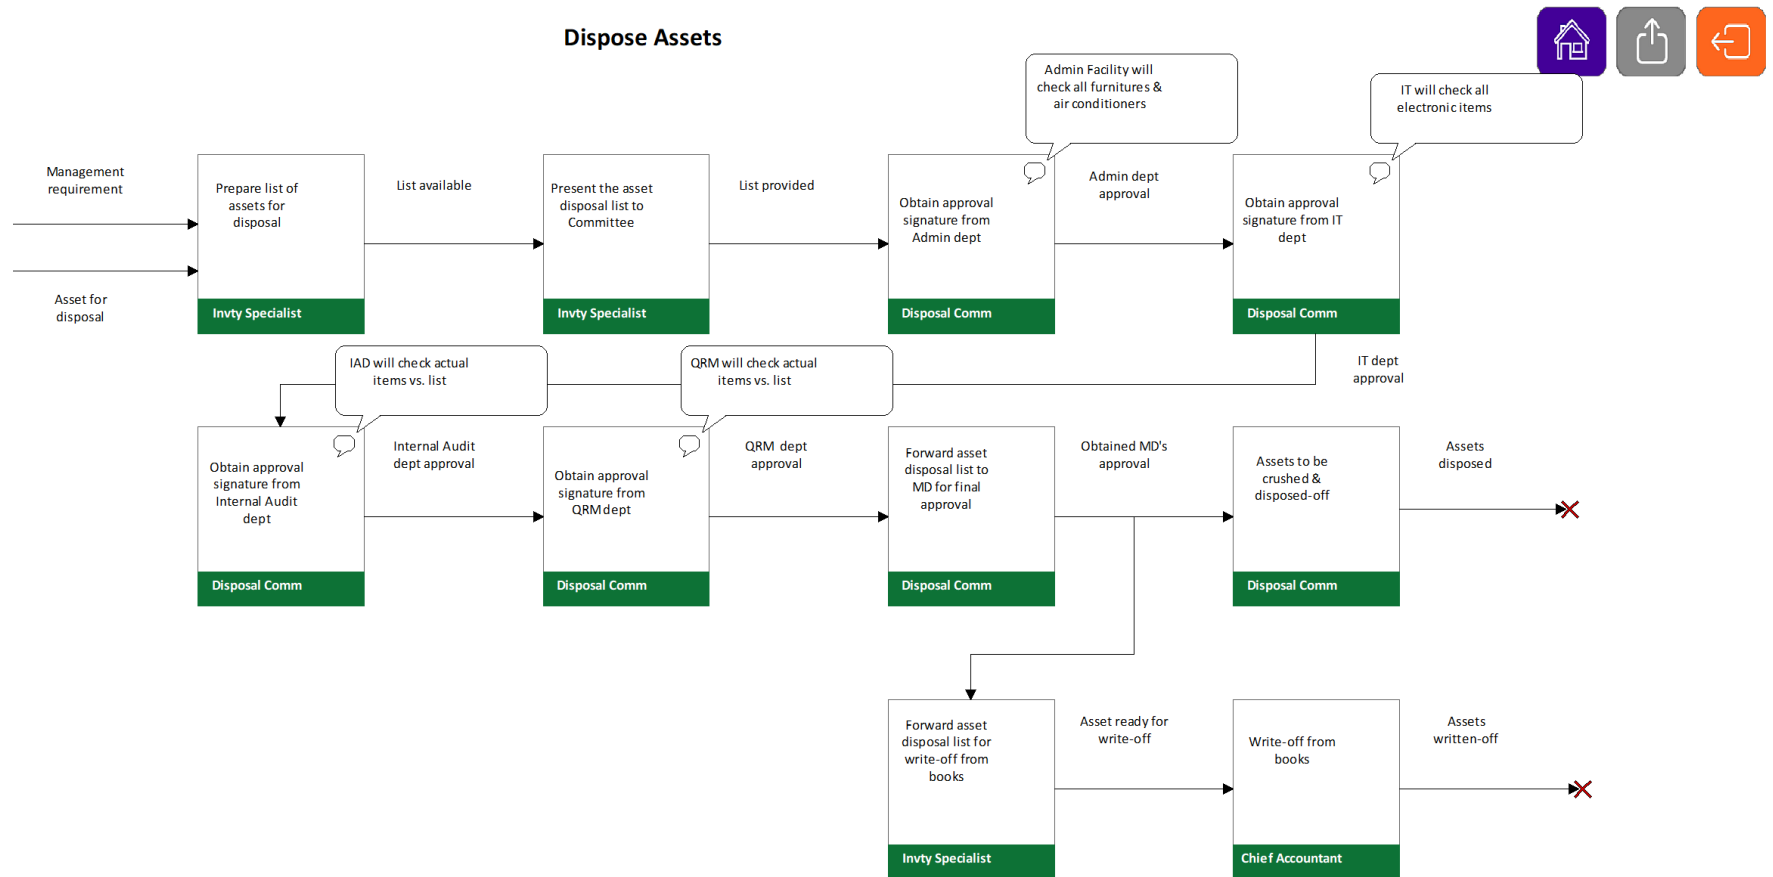 Dispose Assets
Admin Facility will
check all furnitures &
air conditioners
IT will check all
electronic items
Management
requirement
Prepare list of
assets for
disposal
Invty Specialist
List available
Present the asset
disposal list to
Committee
Invty Specialist
List provided
Obtain approval
signature from
Admin dept
Disposal Comm
Admin dept
approval
Obtain approval
signature from IT
dept
Disposal Comm
Asset for
disposal
IT dept
approval
IAD will check actual
items vs. list
QRM will check actual
items vs. list
Obtain approval
signature from
Internal Audit
dept
Disposal Comm
Internal Audit
dept approval
Obtain approval
signature from
QRM dept
Disposal Comm
QRM dept
approval
Forward asset
disposal list to
MD for final
approval
Disposal Comm
Obtained MD's
approval
Assets to be
crushed &
disposed-off
Disposal Comm
Assets
disposed
Forward asset
disposal list for
write-off from
books
Invty Specialist
Asset ready for
write-off
Write-off from
books
Chief Accountant
Assets
written-off